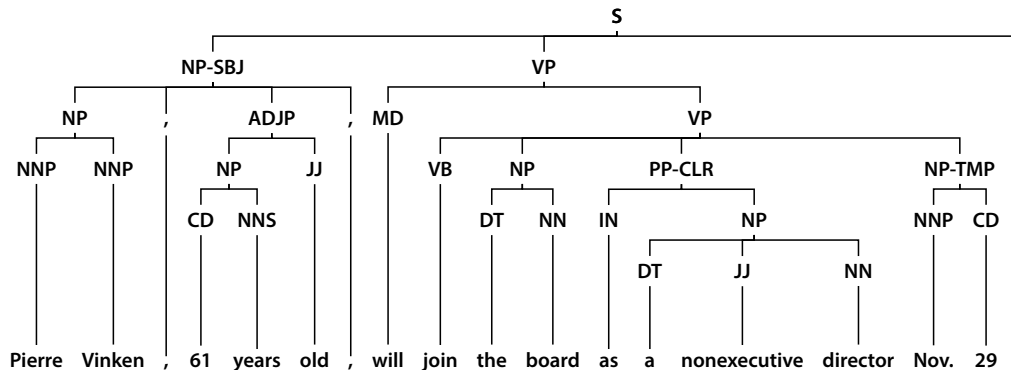 S
NP-SBJ VP
NP , ADJP , MD VP
NNP NNP NP JJ VB NP PP-CLR NP-TMP
CD NNS DT NN IN NP NNP CD
DT JJ NN
Pierre Vinken , 61 years old , will join the board as a nonexecutive director Nov. 29